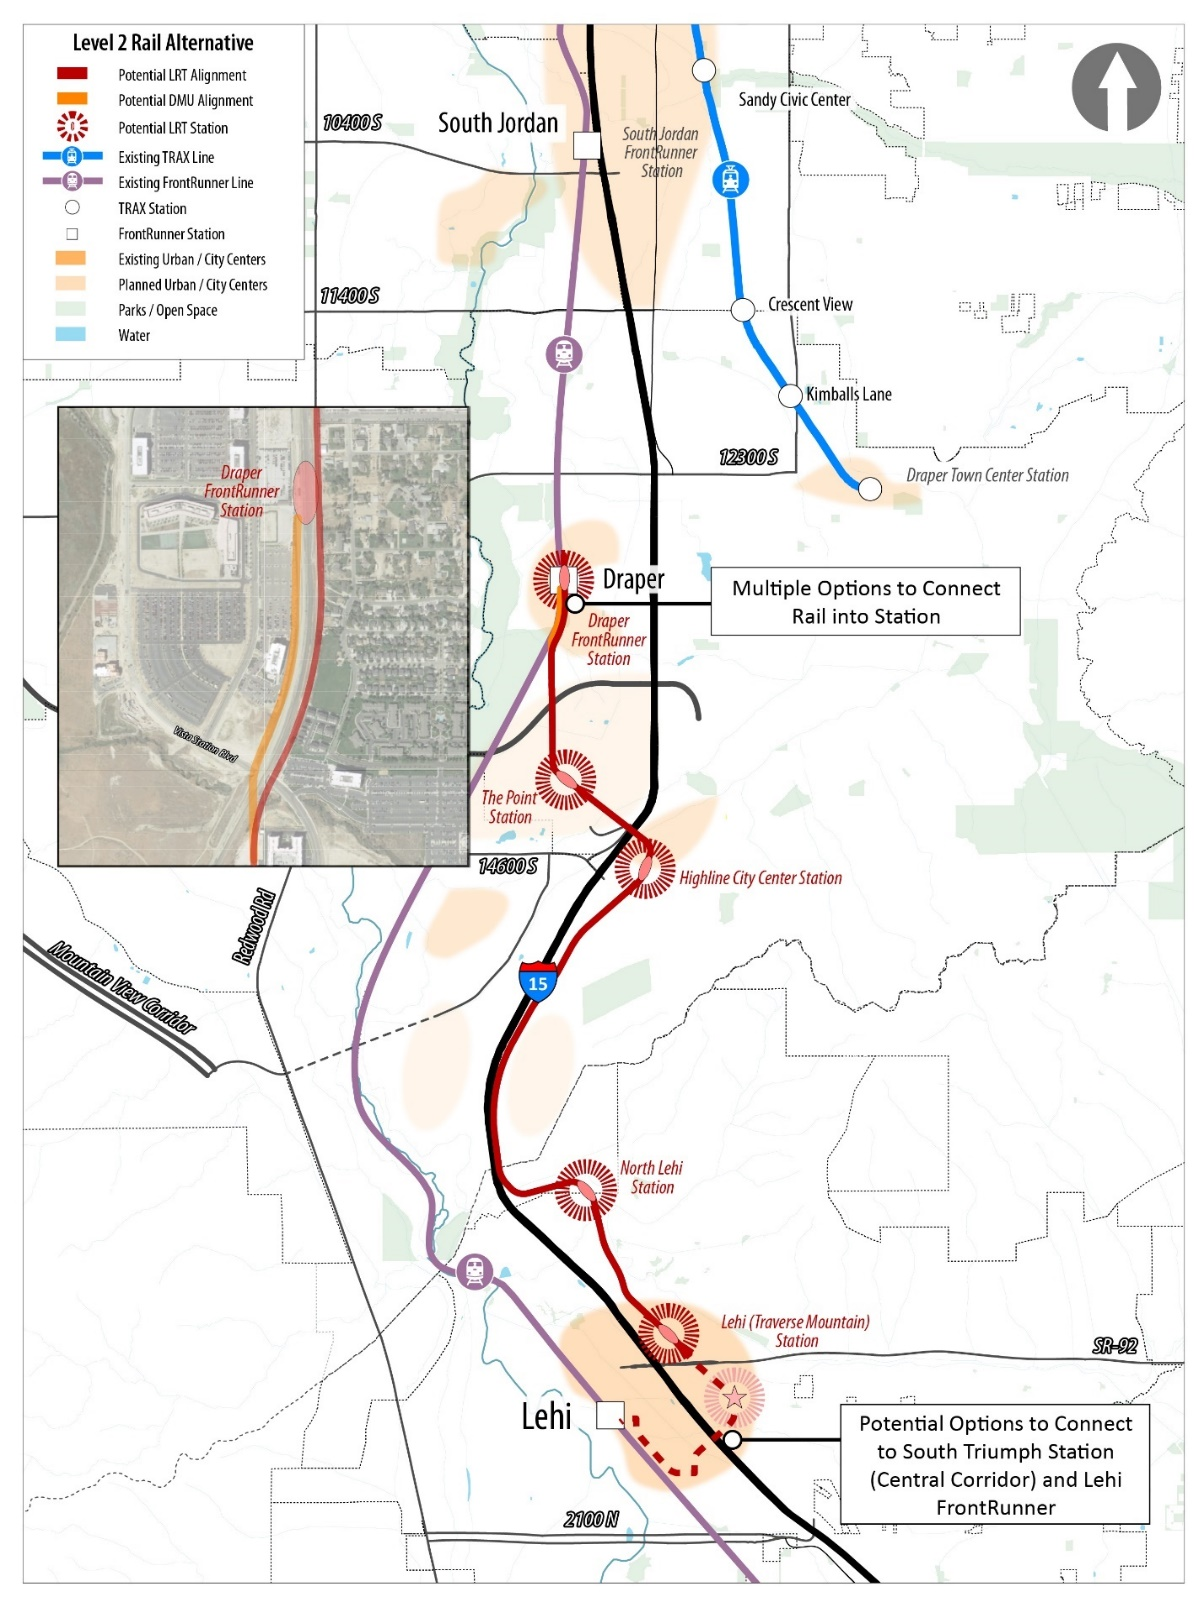 Level 2 Rail Alternative
Potential LRT Alignment
Potential DMU Alignment
Potential LRT Station
Existing TRAX Line
Existing FrontRunner Line
TRAX Station
FrontRunner Station
Existing Urban / City Centers
Planned Urban / City Centers
Parks / Open Space
Water
10400 S
South Jordan
South Jordan
FrontRunner
Station
Sandy Civic Center
11400 S
Crescent View
Kimballs Lane
12300 S
Draper Town Center Station
Draper
FrontRunner
Station
Vista Station Blvd
Draper
Draper
FrontRunner
Station
Multiple Options to Connect
Rail into Station
The Point
Station
14600 S
Highline City Center Station
Redwood Rd
Mountain View Corridor
15
North Lehi
Station
Lehi (Traverse Mountain)
Station
SR-92
Lehi
Potential Options to Connect
to South Triumph Station
(Central Corridor) and Lehi
FrontRunner
2100 N